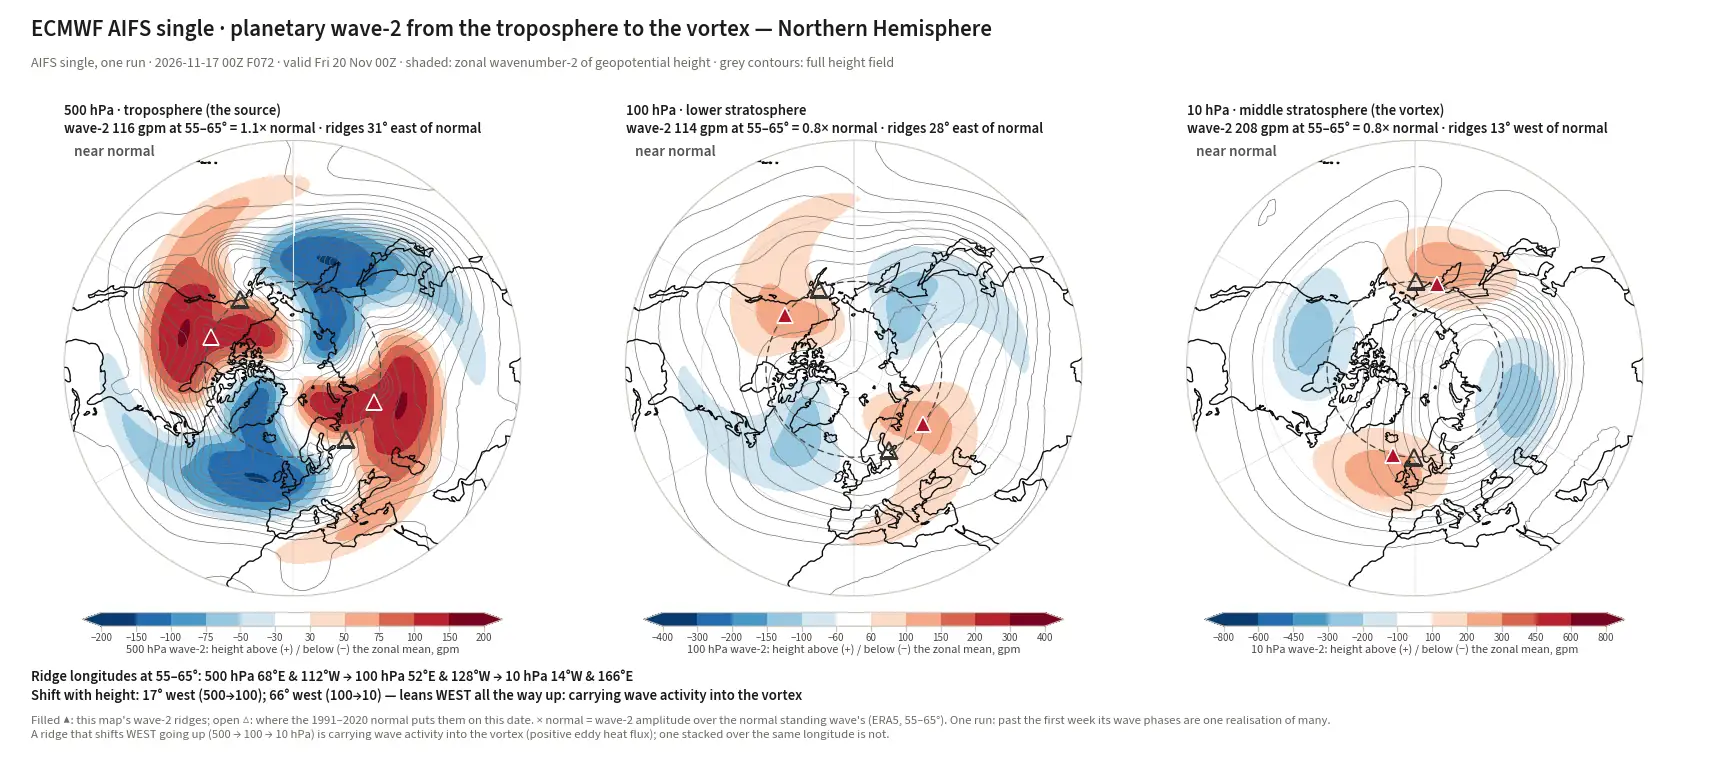 ECMWF AIFS single · planetary wave-2 from the troposphere to the vortex — Northern Hemisphere
AIFS single, one run · 2026-11-17 00Z F072 · valid Fri 20 Nov 00Z · shaded: zonal wavenumber-2 of geopotential height · grey contours: full height field
500 hPa · troposphere (the source)
wave-2 116 gpm at 55–65° = 1.1× normal · ridges 31° east of normal
near normal
100 hPa · lower stratosphere
wave-2 114 gpm at 55–65° = 0.8× normal · ridges 28° east of normal
near normal
10 hPa · middle stratosphere (the vortex)
wave-2 208 gpm at 55–65° = 0.8× normal · ridges 13° west of normal
near normal
−200 −150 −100 −75 −50 −30 30 50 75 100 150 200
500 hPa wave-2: height above (+) / below (−) the zonal mean, gpm
−400 −300 −200 −150 −100 −60 60 100 150 200 300 400
100 hPa wave-2: height above (+) / below (−) the zonal mean, gpm
−800 −600 −450 −300 −200 −100 100 200 300 450 600 800
10 hPa wave-2: height above (+) / below (−) the zonal mean, gpm
Ridge longitudes at 55–65°: 500 hPa 68°E & 112°W → 100 hPa 52°E & 128°W → 10 hPa 14°W & 166°E
Shift with height: 17° west (500→100); 66° west (100→10) — leans WEST all the way up: carrying wave activity into the vortex
Filled ▲: this map's wave-2 ridges; open △: where the 1991–2020 normal puts them on this date. × normal = wave-2 amplitude over the normal standing wave's (ERA5, 55–65°). One run: past the first week its wave phases are one realisation of many.
A ridge that shifts WEST going up (500 → 100 → 10 hPa) is carrying wave activity into the vortex (positive eddy heat flux); one stacked over the same longitude is not.